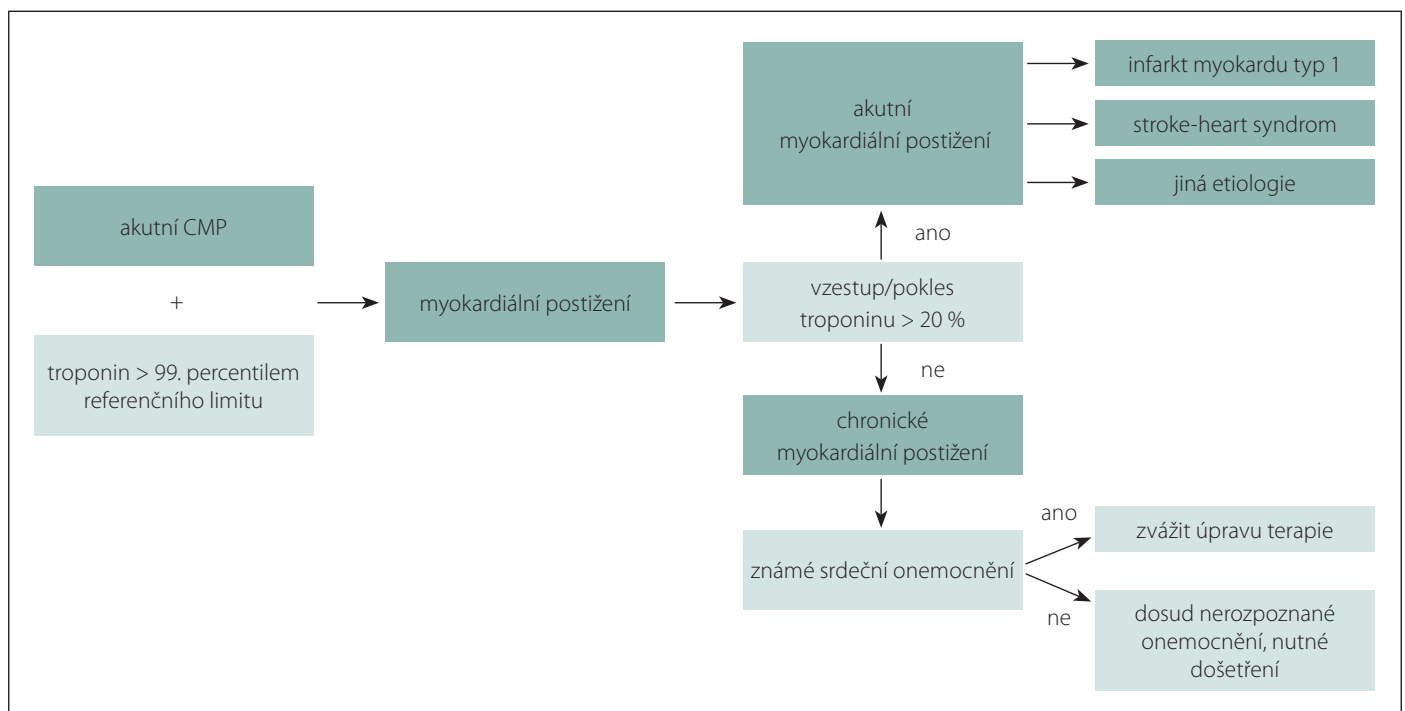 akutní CMP
+
troponin > 99. percentilem
referenčního limitu
myokardiální postižení
vzestup/pokles
troponinu > 20 %
ano
akutní
myokardiální postižení
infarkt myokardu typ 1
stroke-heart syndrom
jiná etiologie
ne
chronické
myokardiální postižení
známé srdeční onemocnění
ano
zvážit úpravu terapie
ne
dosud nerozpoznané
onemocnění, nutné
došetření